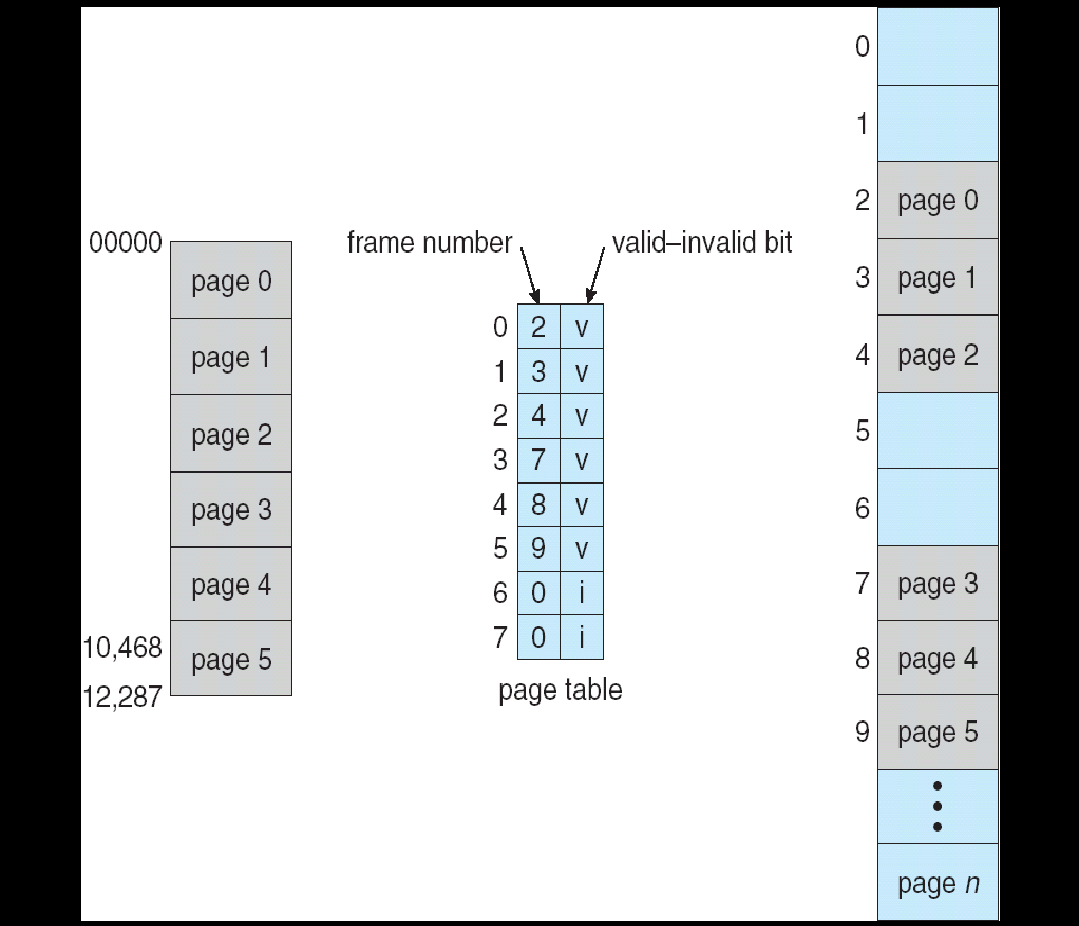 00000
page 0
page 1
page 2
page 3
page 4
10,468
page 5
12,287
frame number
valid–invalid bit
0 2 v
1 3 v
2 4 v
3 7 v
4 8 v
5 9 v
6 0 i
7 0 i
page table
0
1
2 page 0
3 page 1
4 page 2
5
6
7 page 3
8 page 4
9 page 5
page n